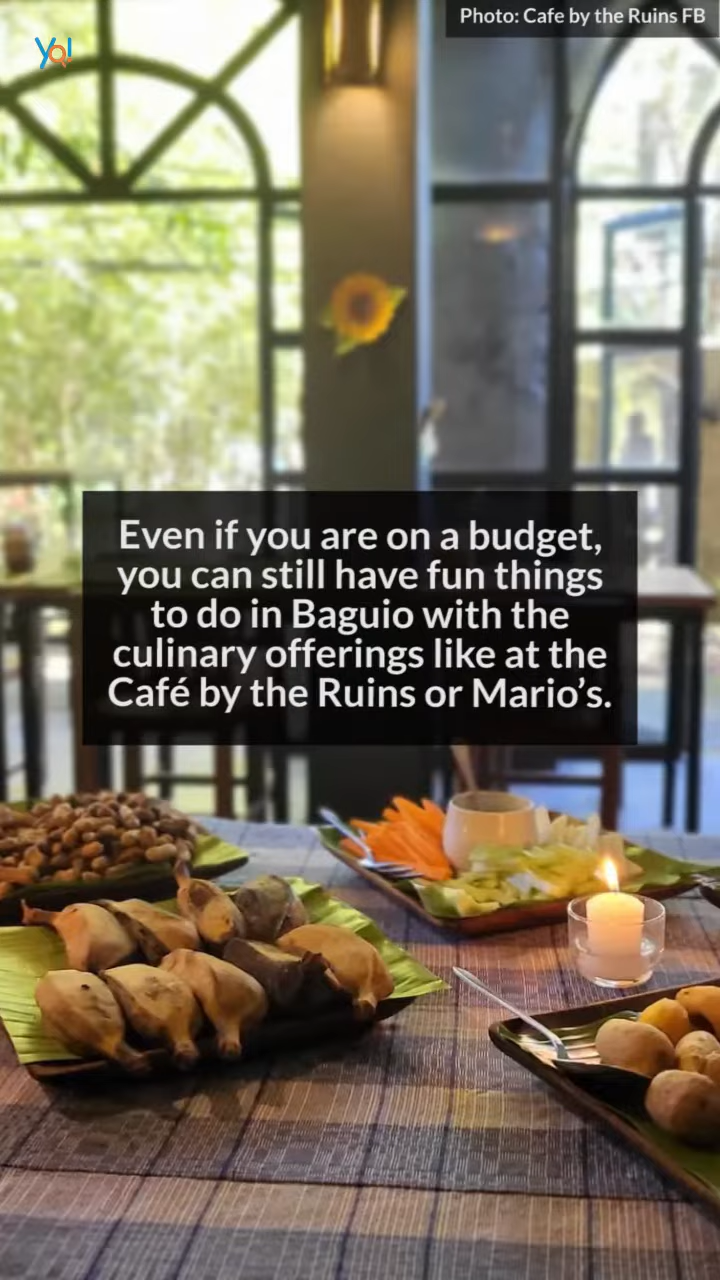 Photo: Cafe by the Ruins FB
Yo!
Even if you are on a budget,
you can still have fun things
to do in Baguio with the
culinary offerings like at the
Café by the Ruins or Mario’s.